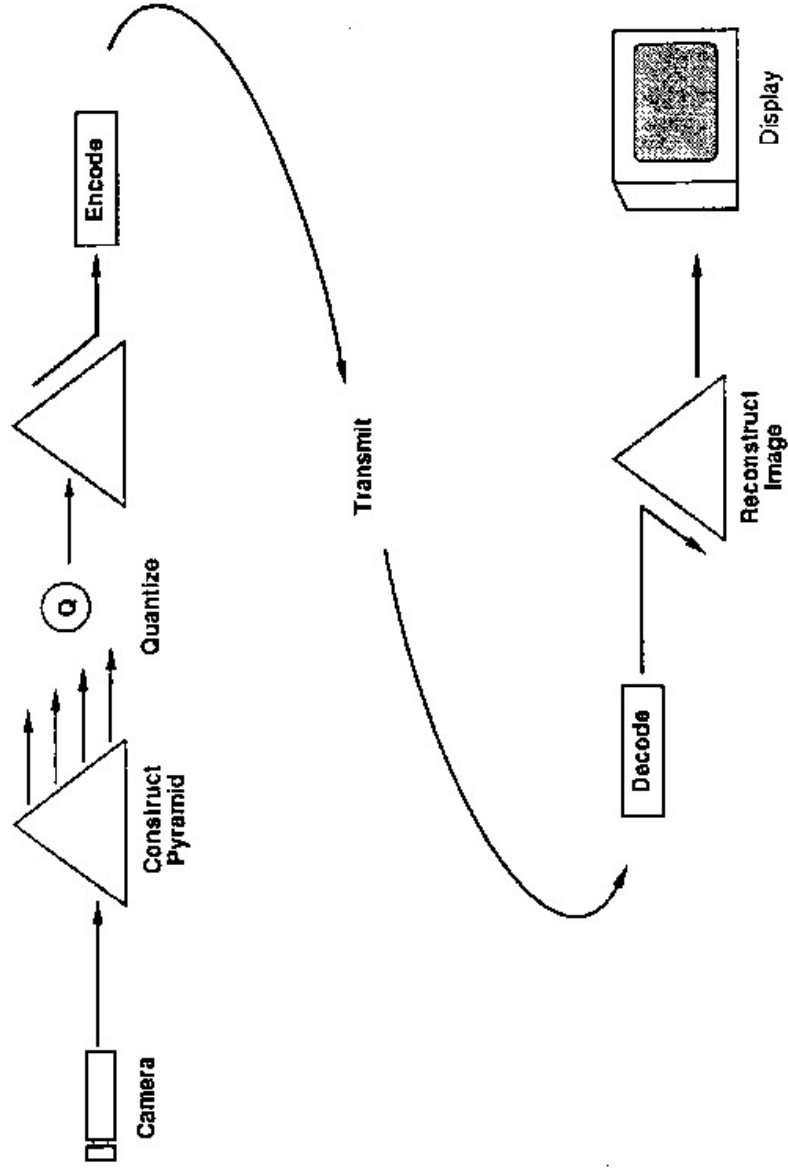 Camera
Construct
Pyramid
Q
Quantize
Encode
Transmit
Decode
Reconstruct
Image
Display